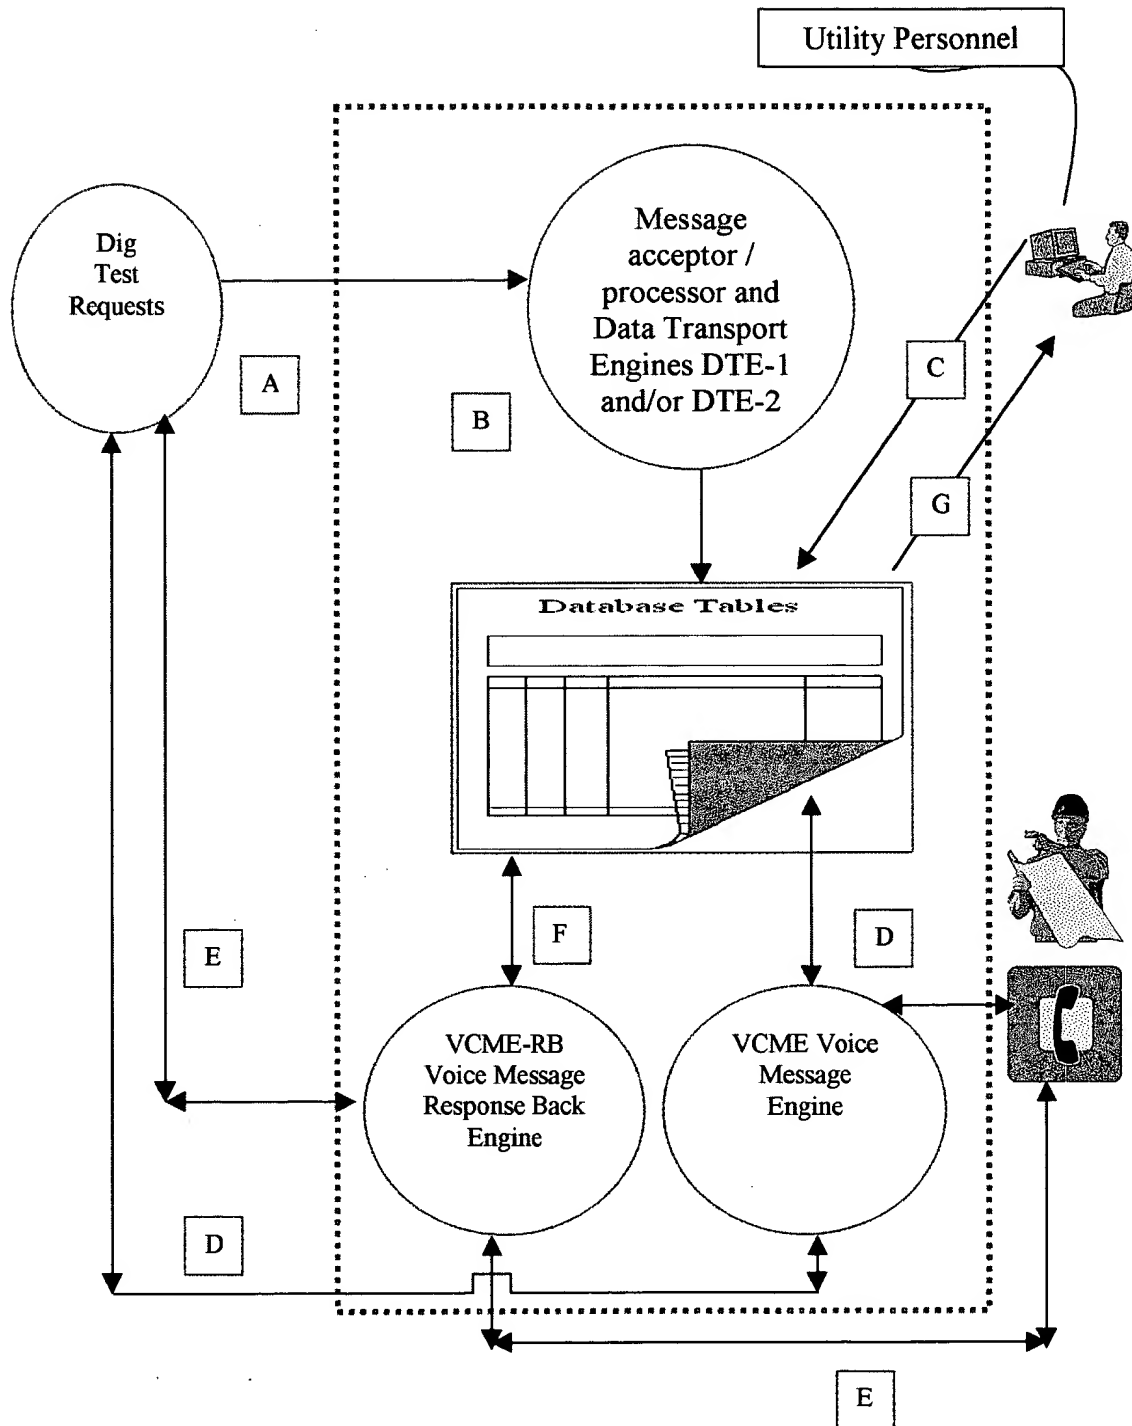 Utility Personnel
Dig
Test
Requests
Message
acceptor /
processor and
Data Transport
Engines DTE-1
and/or DTE-2
A
B
C
G
Database Tables
E
F
D
VCME-RB
Voice Message
Response Back
Engine
VCME Voice
Message
Engine
D
E